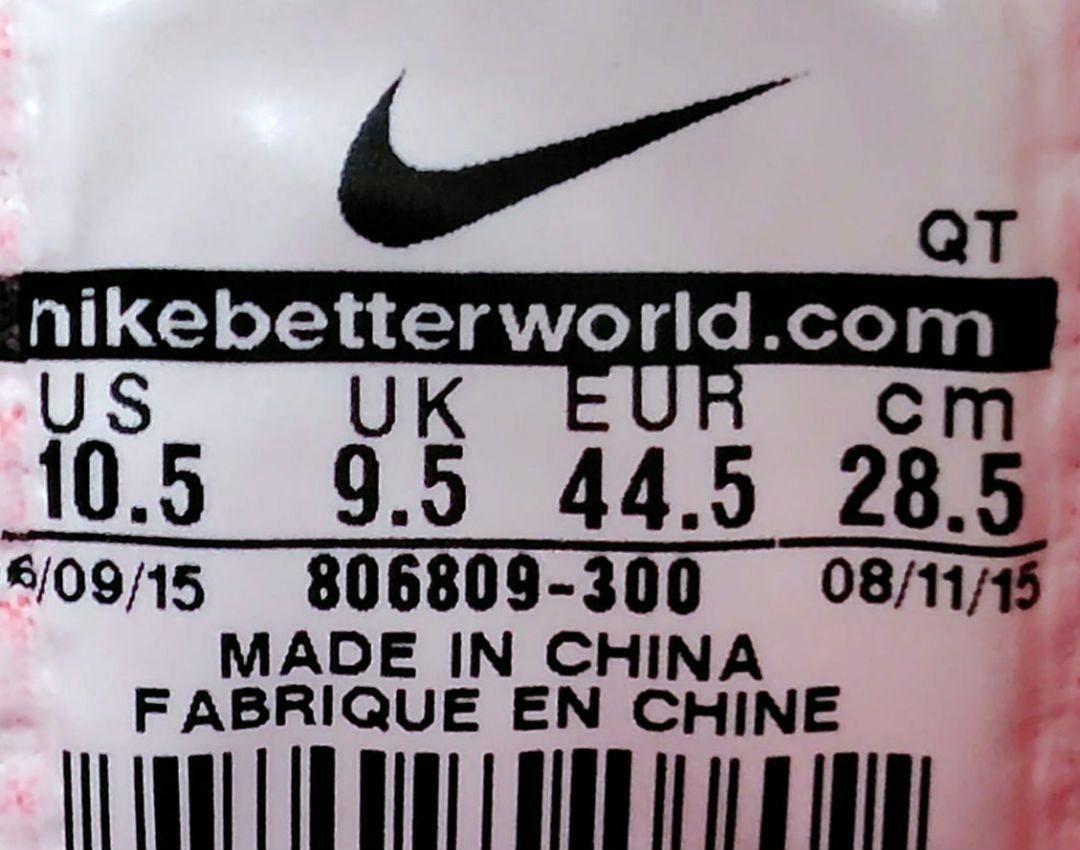 QT
nikebetterworld.com
US UK EUR cm
10.5 9.5 44.5 28.5
6/09/15 806809-300 08/11/15
MADE IN CHINA
FABRIQUE EN CHINE